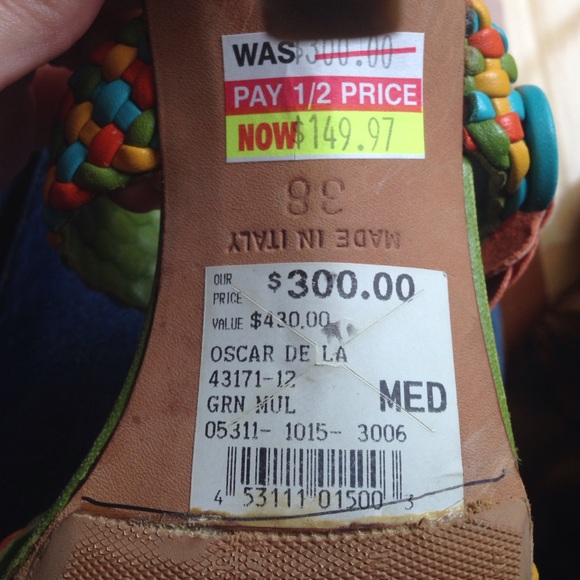 WAS $300.00
PAY 1/2 PRICE
NOW $149.97
38
MADE IN ITALY
OUR PRICE $300.00
VALUE $430.00
OSCAR DE LA
43171-12
GRN MUL MED
05311- 1015- 3006
4 53111 01500 3